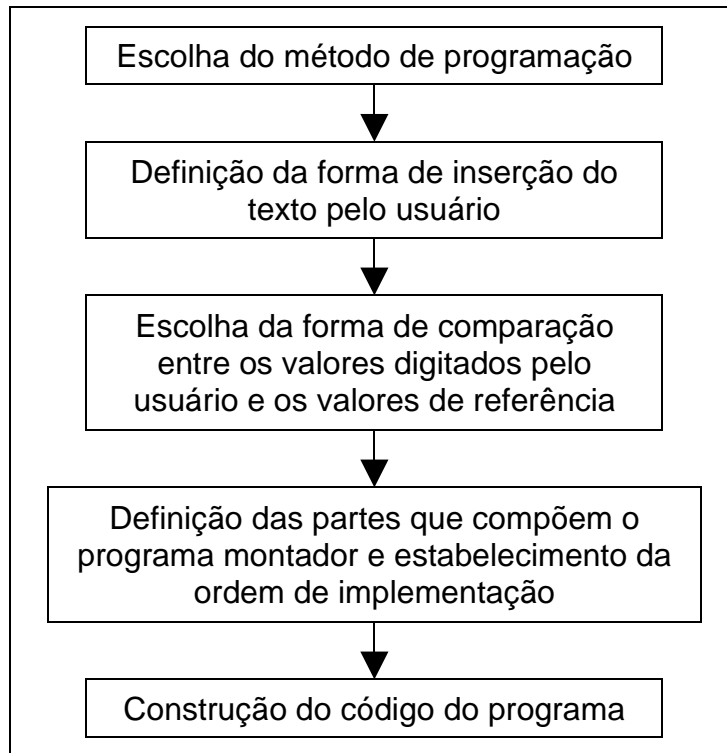 Escolha do método de programação
Definição da forma de inserção do
texto pelo usuário
Escolha da forma de comparação
entre os valores digitados pelo
usuário e os valores de referência
Definição das partes que compõem o
programa montador e estabelecimento da
ordem de implementação
Construção do código do programa